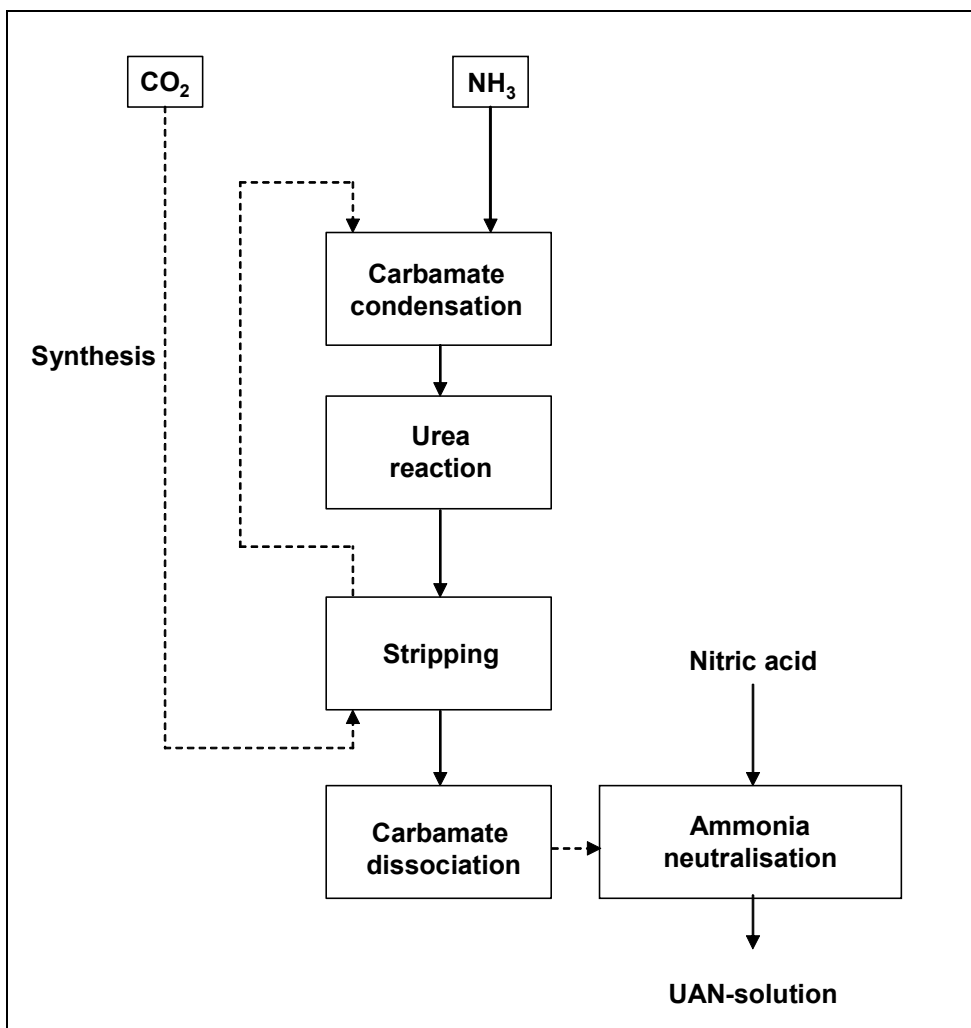 CO₂
NH₃
Carbamate
condensation
Synthesis
Urea
reaction
Stripping
Nitric acid
Carbamate
dissociation
Ammonia
neutralisation
UAN-solution